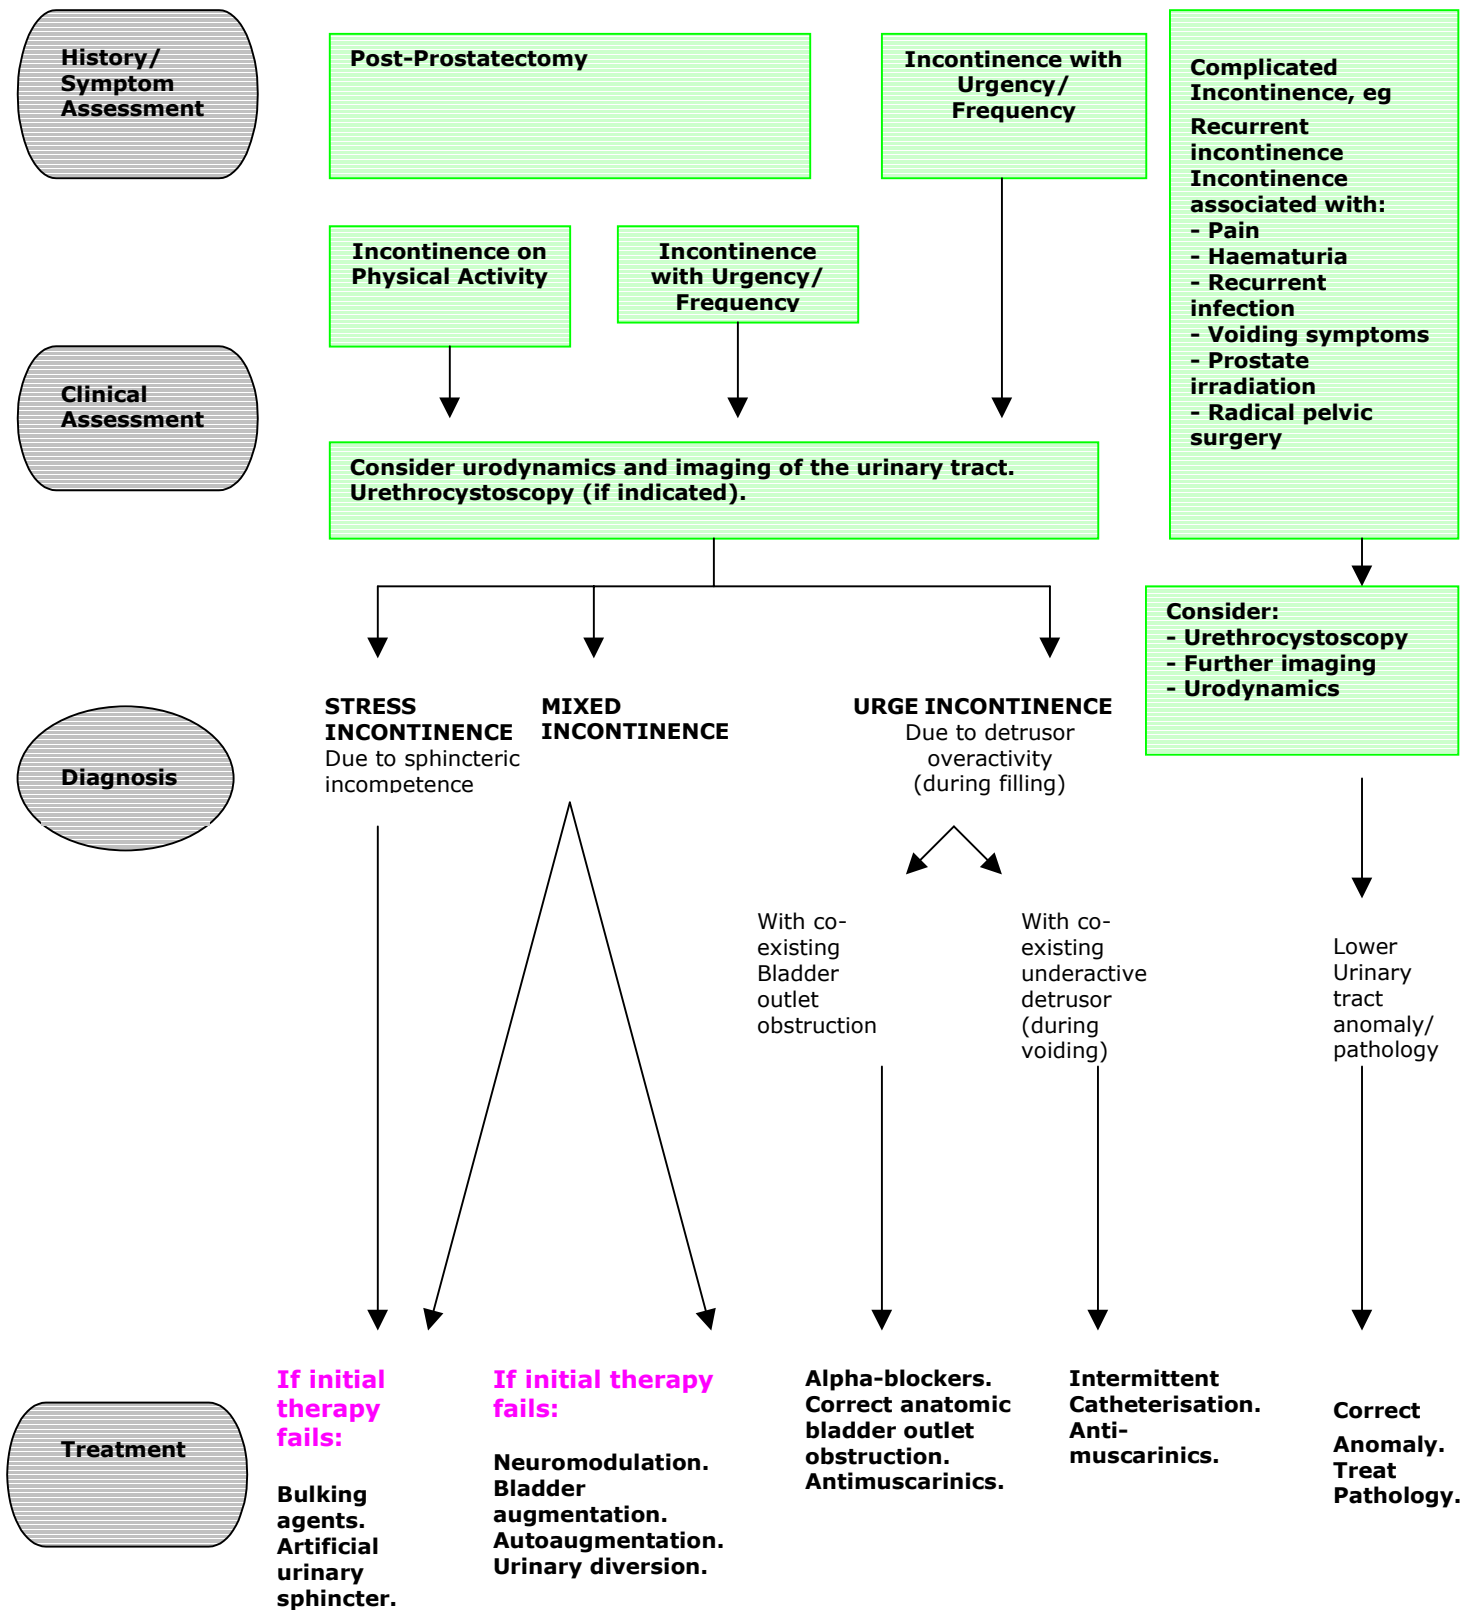 History/
Symptom
Assessment
Post-Prostatectomy
Incontinence with
Urgency/
Frequency
Complicated
Incontinence, eg
Recurrent
incontinence
Incontinence
associated with:
- Pain
- Haematuria
- Recurrent
infection
- Voiding symptoms
- Prostate
irradiation
- Radical pelvic
surgery
Incontinence on
Physical Activity
Incontinence
with Urgency/
Frequency
Clinical
Assessment
Consider urodynamics and imaging of the urinary tract.
Urethrocystoscopy (if indicated).
Consider:
- Urethrocystoscopy
- Further imaging
- Urodynamics
Diagnosis
STRESS
INCONTINENCE
Due to sphincteric
incompetence
MIXED
INCONTINENCE
URGE INCONTINENCE
Due to detrusor
overactivity
(during filling)
With co-
existing
Bladder
outlet
obstruction
With co-
existing
underactive
detrusor
(during
voiding)
Lower
Urinary
tract
anomaly/
pathology
Treatment
If initial
therapy
fails:
Bulking
agents.
Artificial
urinary
sphincter.
If initial therapy
fails:
Neuromodulation.
Bladder
augmentation.
Autoaugmentation.
Urinary diversion.
Alpha-blockers.
Correct anatomic
bladder outlet
obstruction.
Antimuscarinics.
Intermittent
Catheterisation.
Anti-
muscarinics.
Correct
Anomaly.
Treat
Pathology.